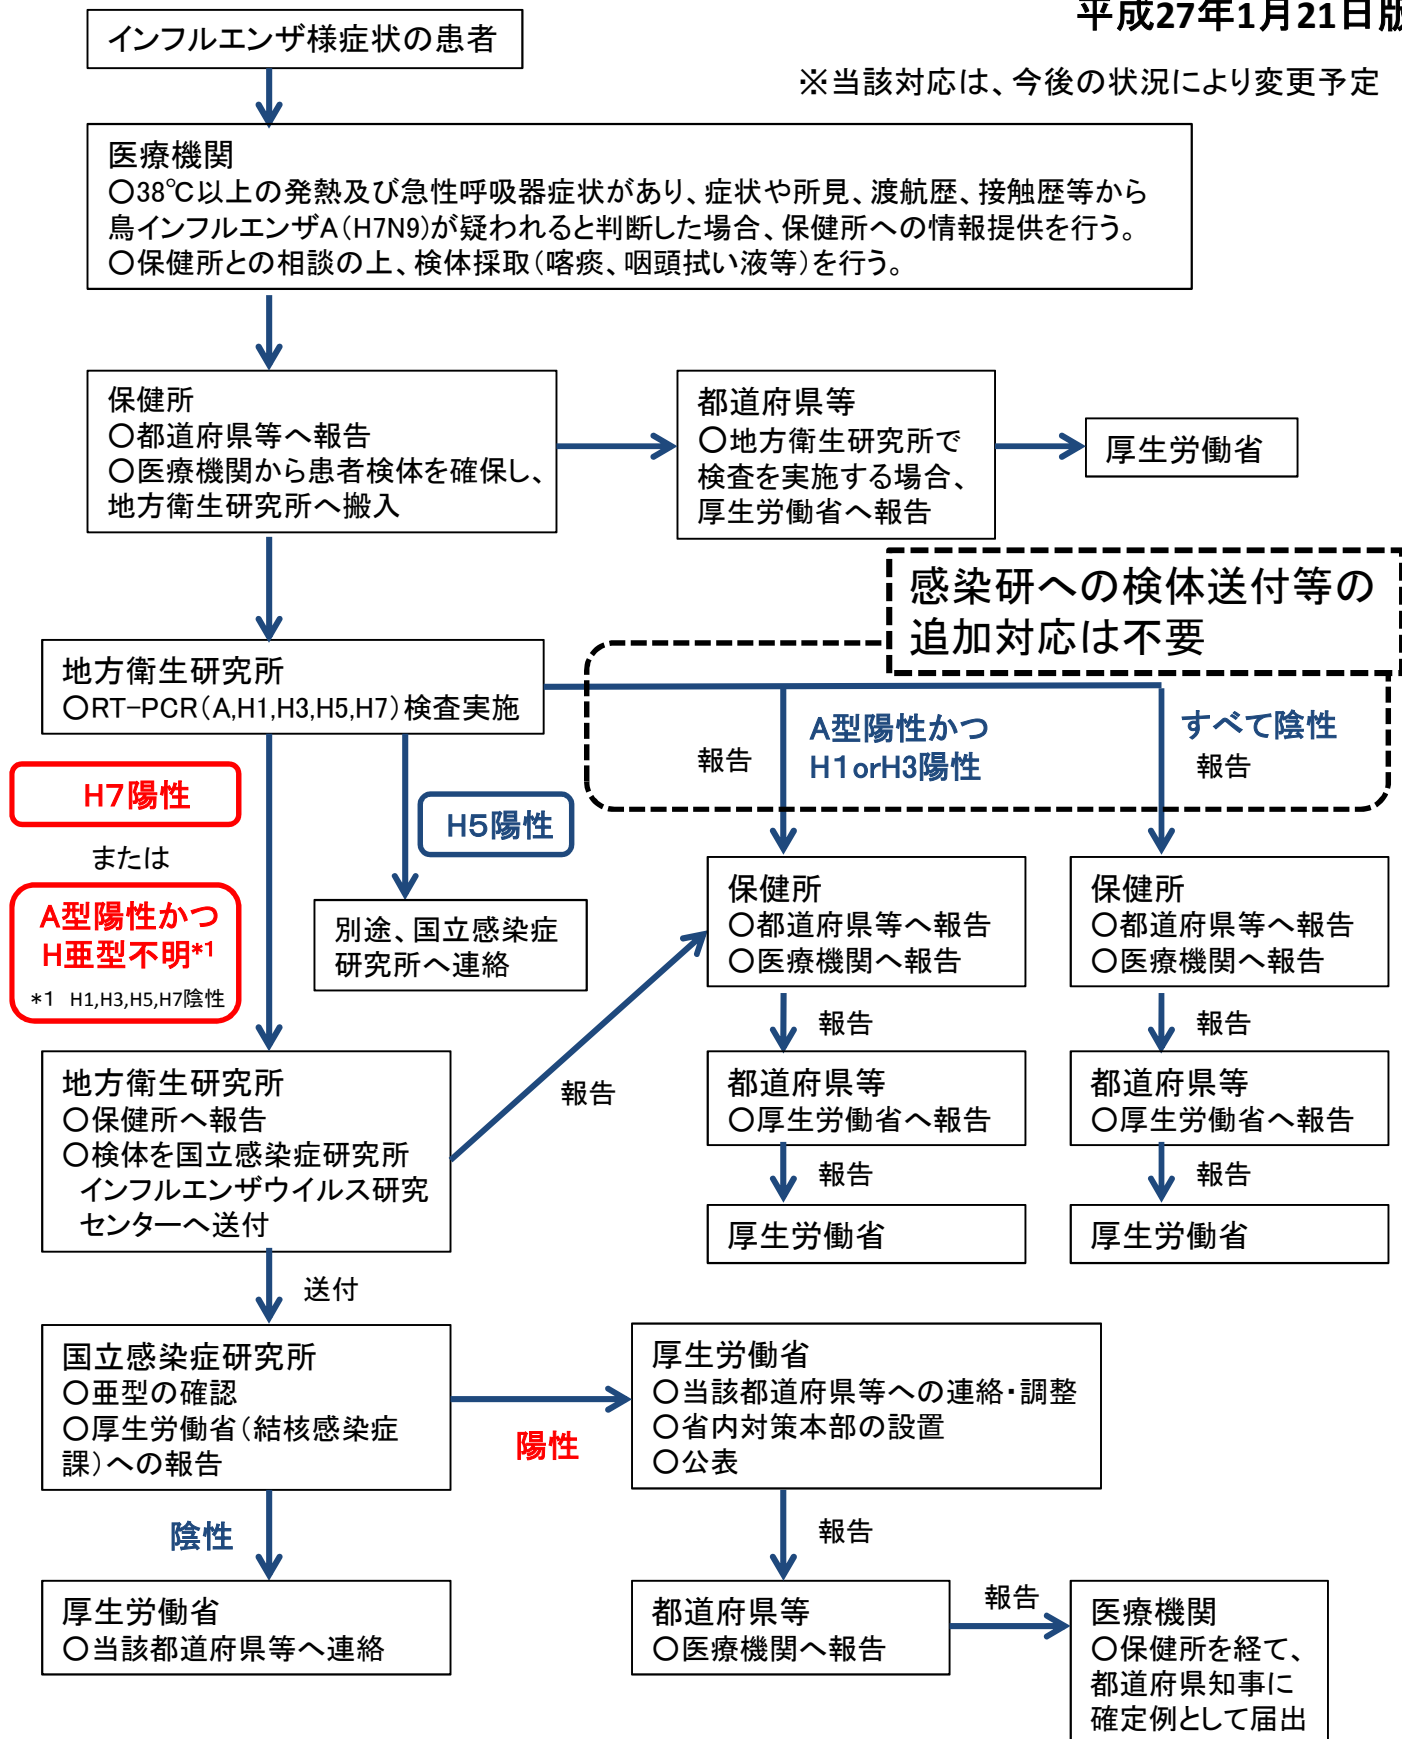 平成27年1月21日版
インフルエンザ様症状の患者
※当該対応は、今後の状況により変更予定
医療機関
○38℃以上の発熱及び急性呼吸器症状があり、症状や所見、渡航歴、接触歴等から
鳥インフルエンザA(H7N9)が疑われると判断した場合、保健所への情報提供を行う。
○保健所との相談の上、検体採取(喀痰、咽頭拭い液等)を行う。
保健所
○都道府県等へ報告
○医療機関から患者検体を確保し、
地方衛生研究所へ搬入
都道府県等
○地方衛生研究所で
検査を実施する場合、
厚生労働省へ報告
厚生労働省
感染研への検体送付等の
追加対応は不要
地方衛生研究所
○RT-PCR(A,H1,H3,H5,H7)検査実施
報告
A型陽性かつ
H1orH3陽性
すべて陰性
報告
H7陽性
または
A型陽性かつ
H亜型不明*1
*1 H1,H3,H5,H7陰性
H5陽性
別途、国立感染症
研究所へ連絡
保健所
○都道府県等へ報告
○医療機関へ報告
報告
都道府県等
○厚生労働省へ報告
報告
厚生労働省
保健所
○都道府県等へ報告
○医療機関へ報告
報告
都道府県等
○厚生労働省へ報告
報告
厚生労働省
地方衛生研究所
○保健所へ報告
○検体を国立感染症研究所
インフルエンザウイルス研究
センターへ送付
報告
送付
国立感染症研究所
○亜型の確認
○厚生労働省(結核感染症
課)への報告
陽性
厚生労働省
○当該都道府県等への連絡・調整
○省内対策本部の設置
○公表
陰性
報告
厚生労働省
○当該都道府県等へ連絡
都道府県等
○医療機関へ報告
報告
医療機関
○保健所を経て、
都道府県知事に
確定例として届出